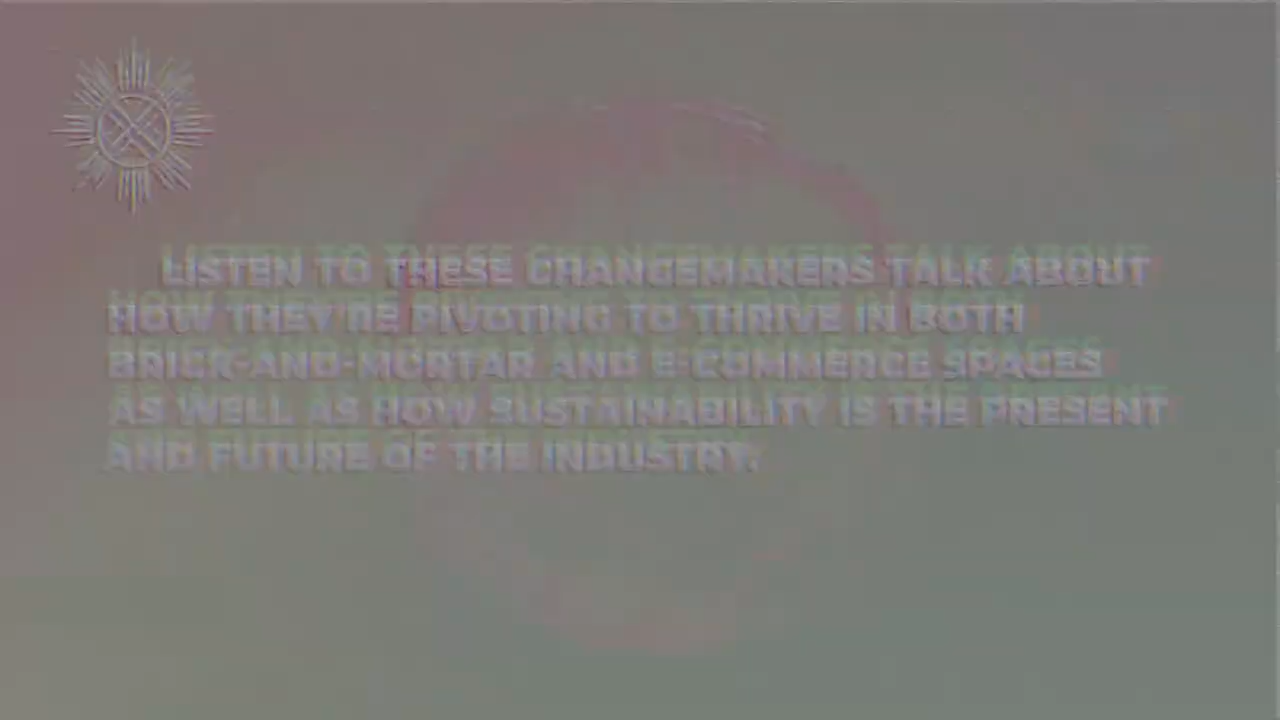 LISTEN TO THESE CHANGEMAKERS TALK ABOUT
HOW THEY'RE PIVOTING TO THRIVE IN BOTH
BRICK-AND-MORTAR AND E-COMMERCE SPACES
AS WELL AS HOW SUSTAINABILITY IS THE PRESENT
AND FUTURE OF THE INDUSTRY.